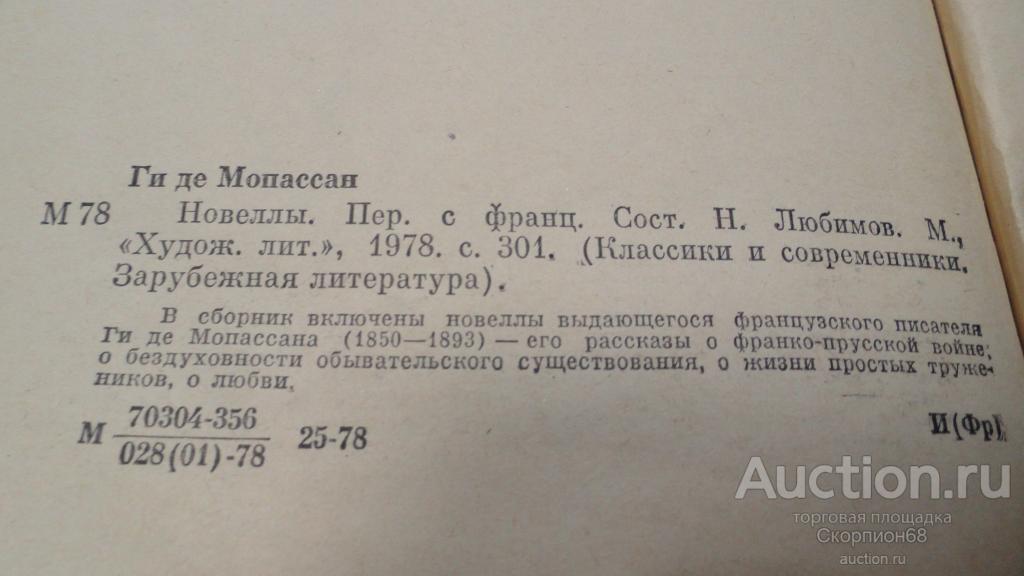 Ги де Мопассан
М 78 Новеллы. Пер. с франц. Сост. Н. Любимов. М.,
«Худож. лит.», 1978. с. 301. (Классики и современники.
Зарубежная литература).
В сборник включены новеллы выдающегося французского писателя
Ги де Мопассана (1850—1893) — его рассказы о франко-прусской войне,
о бездуховности обывательского существования, о жизни простых труже-
ников, о любви.
М 70304-356 25-78 И(Фр)
028(01)-78
Auction.ru
торговая площадка
Скорпион68
auction.ru